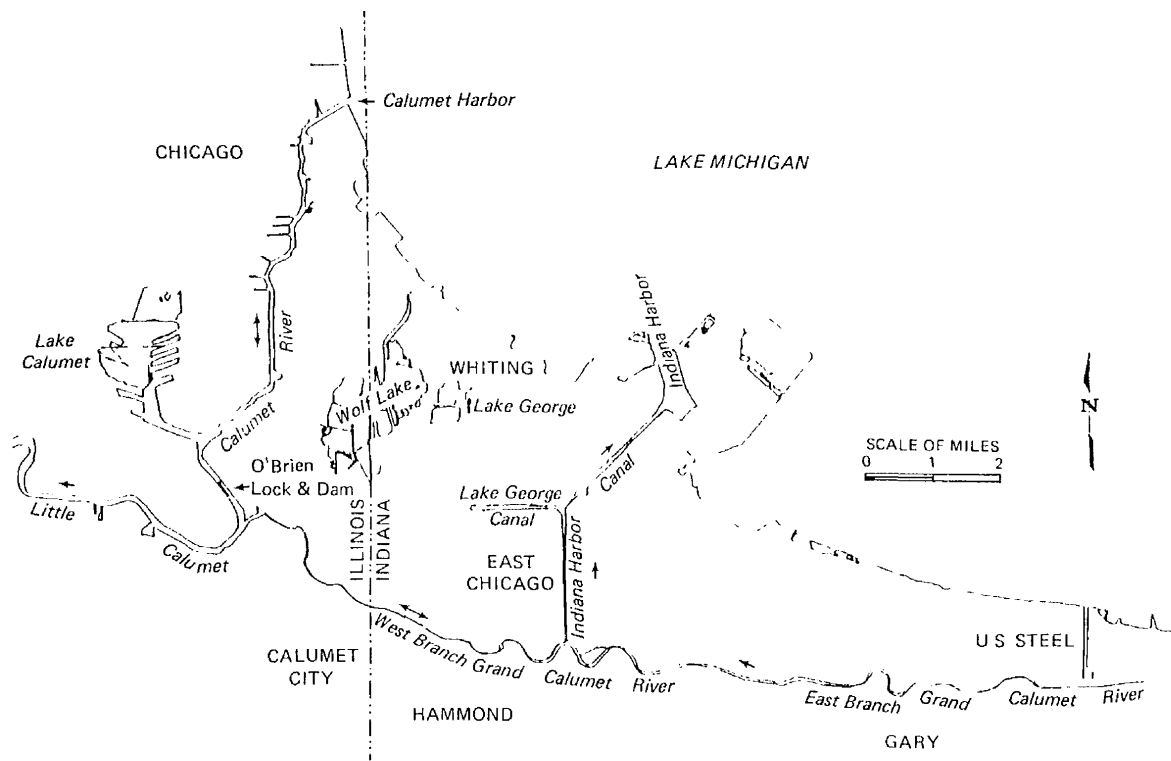 Calumet Harbor
CHICAGO
LAKE MICHIGAN
Indiana Harbor
Indiana Harbor
River
Lake
Calumet
WHITING
Wolf Lake
Lake George
Calumet
N
SCALE OF MILES
0 1 2
O'Brien
Lock & Dam
Canal
Little
Calumet
Lake George
Canal
ILLINOIS
INDIANA
EAST
CHICAGO
Indiana Harbor
West Branch Grand Calumet River
U S STEEL
CALUMET
CITY
East Branch Grand Calumet River
HAMMOND
GARY